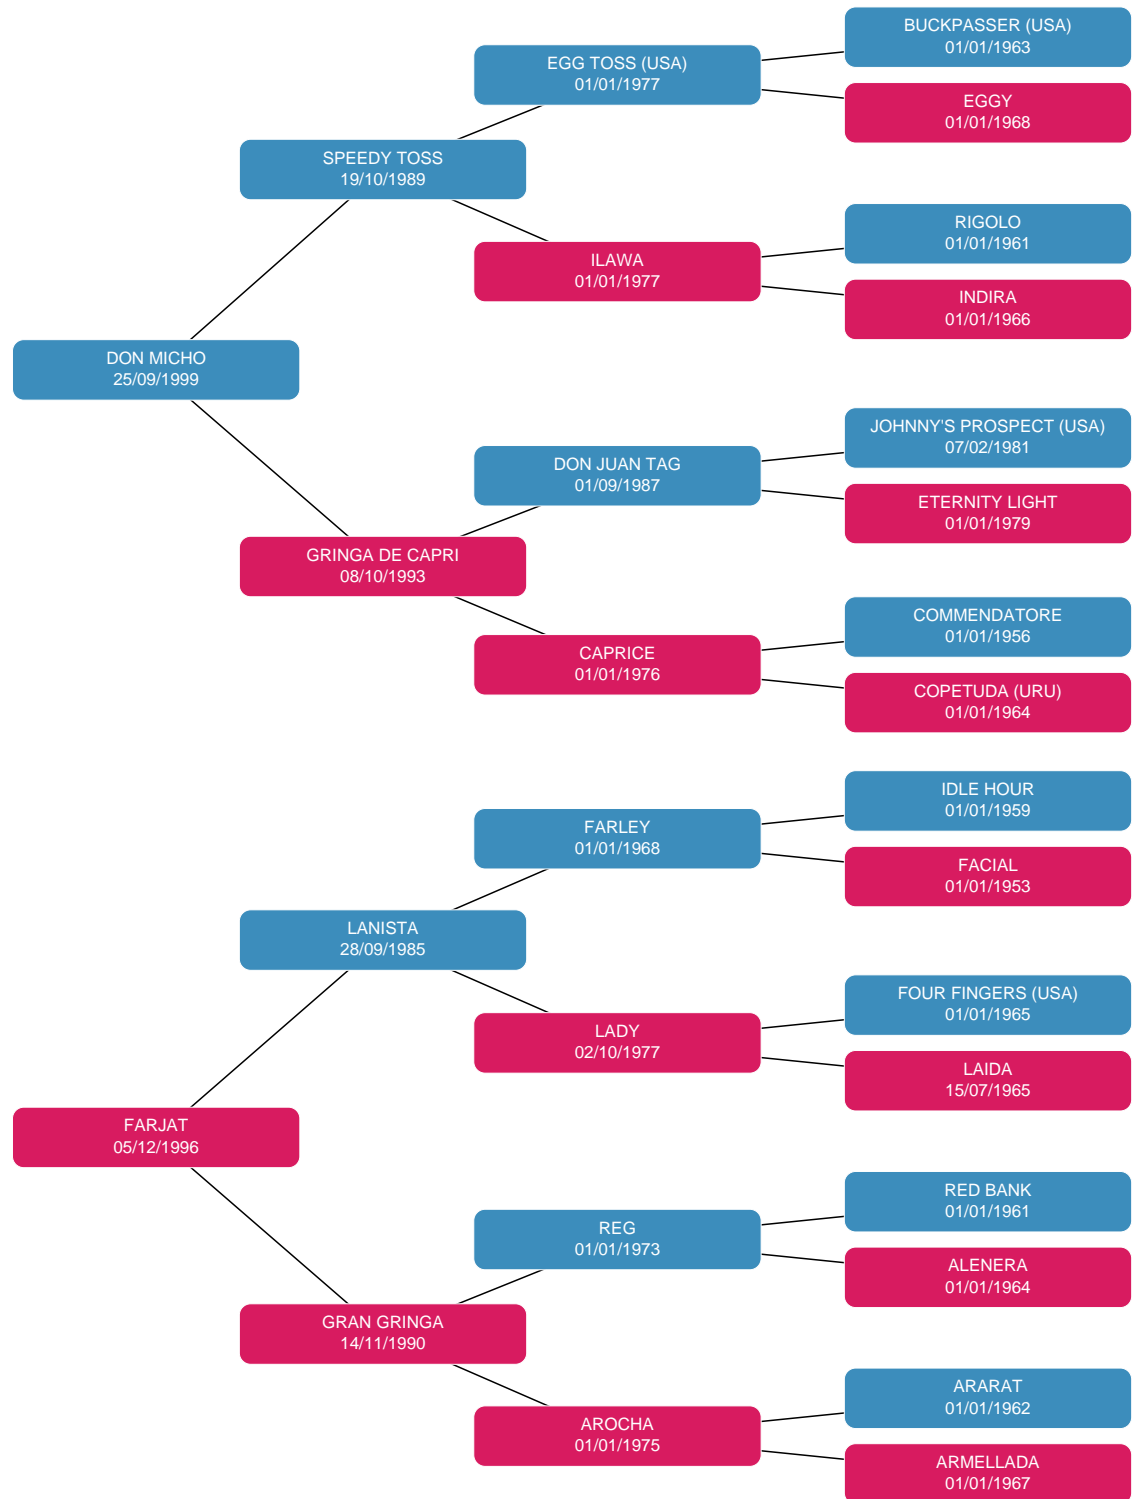 BUCKPASSER (USA)
01/01/1963
EGG TOSS (USA)
01/01/1977
EGGY
01/01/1968
SPEEDY TOSS
19/10/1989
RIGOLO
01/01/1961
ILAWA
01/01/1977
INDIRA
01/01/1966
DON MICHO
25/09/1999
JOHNNY'S PROSPECT (USA)
07/02/1981
DON JUAN TAG
01/09/1987
ETERNITY LIGHT
01/01/1979
GRINGA DE CAPRI
08/10/1993
COMMENDATORE
01/01/1956
CAPRICE
01/01/1976
COPETUDA (URU)
01/01/1964
IDLE HOUR
01/01/1959
FARLEY
01/01/1968
FACIAL
01/01/1953
LANISTA
28/09/1985
FOUR FINGERS (USA)
01/01/1965
LADY
02/10/1977
LAIDA
15/07/1965
FARJAT
05/12/1996
RED BANK
01/01/1961
REG
01/01/1973
ALENERA
01/01/1964
GRAN GRINGA
14/11/1990
ARARAT
01/01/1962
AROCHA
01/01/1975
ARMELLADA
01/01/1967